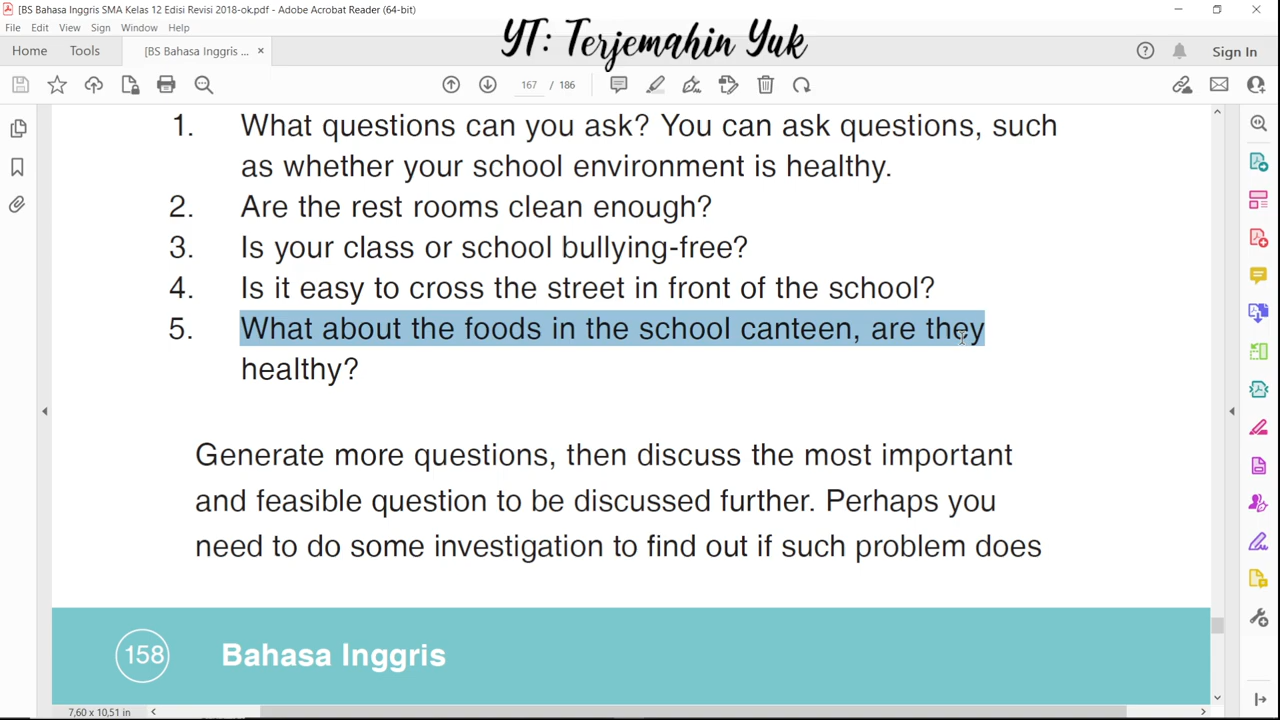 [BS Bahasa Inggris SMA Kelas 12 Edisi Revisi 2018-ok.pdf - Adobe Acrobat Reader (64-bit)
File Edit View Sign Window Help
YT: Terjemahin Yuk
Home Tools [BS Bahasa Inggris ... × Sign In
167 / 186
1. What questions can you ask? You can ask questions, such
as whether your school environment is healthy.
2. Are the rest rooms clean enough?
3. Is your class or school bullying-free?
4. Is it easy to cross the street in front of the school?
5. What about the foods in the school canteen, are they
healthy?
Generate more questions, then discuss the most important
and feasible question to be discussed further. Perhaps you
need to do some investigation to find out if such problem does
158 Bahasa Inggris
7,60 x 10,51 in